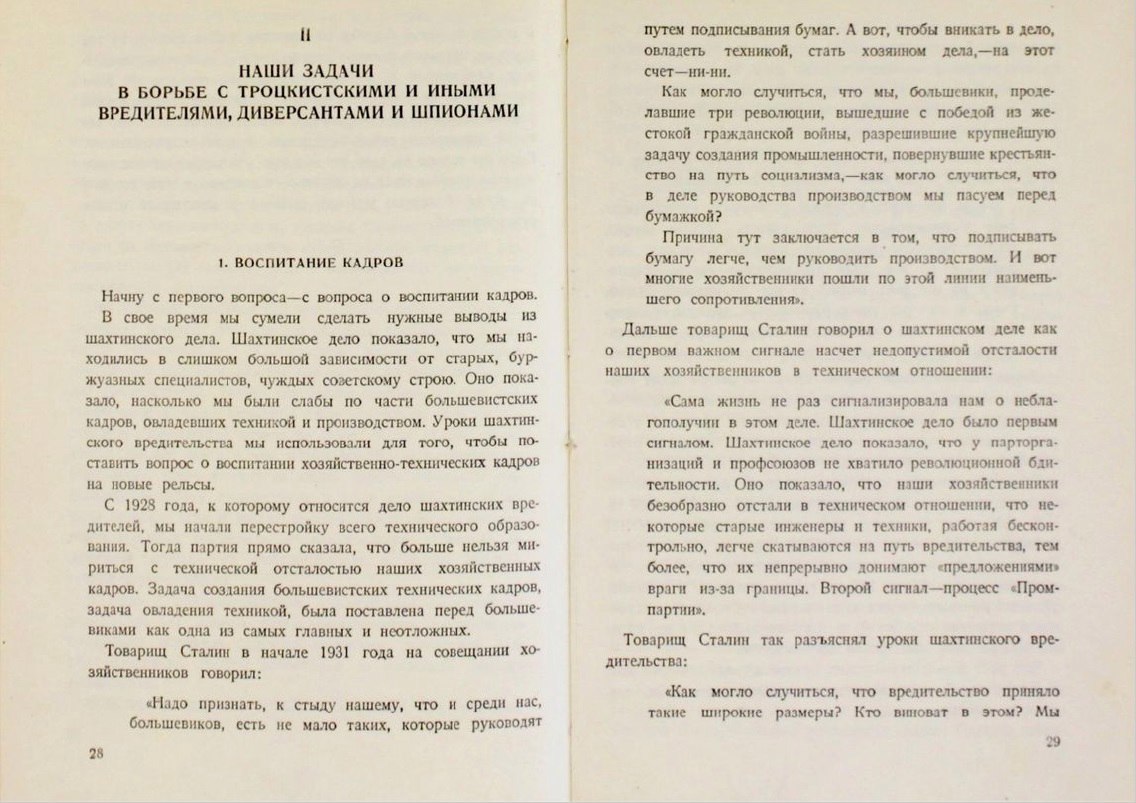 II
НАШИ ЗАДАЧИ
В БОРЬБЕ С ТРОЦКИСТСКИМИ И ИНЫМИ
ВРЕДИТЕЛЯМИ, ДИВЕРСАНТАМИ И ШПИОНАМИ
1. ВОСПИТАНИЕ КАДРОВ
Начну с первого вопроса—с вопроса о воспитании кадров.
В свое время мы сумели сделать нужные выводы из
шахтинского дела. Шахтинское дело показало, что мы на-
ходились в слишком большой зависимости от старых, бур-
жуазных специалистов, чуждых советскому строю. Оно пока-
зало, насколько мы были слабы по части большевистских
кадров, овладевших техникой и производством. Уроки шахтин-
ского вредительства мы использовали для того, чтобы по-
ставить вопрос о воспитании хозяйственно-технических кадров
на новые рельсы.
С 1928 года, к которому относится дело шахтинских вре-
дителей, мы начали перестройку всего технического образо-
вания. Тогда партия прямо сказала, что больше нельзя ми-
риться с технической отсталостью наших хозяйственных
кадров. Задача создания большевистских технических кадров,
задача овладения техникой, была поставлена перед больше-
виками как одна из самых главных и неотложных.
Товарищ Сталин в начале 1931 года на совещании хо-
зяйственников говорил:
«Надо признать, к стыду нашему, что и среди нас,
большевиков, есть не мало таких, которые руководят
28
путем подписывания бумаг. А вот, чтобы вникать в дело,
овладеть техникой, стать хозяином дела,—на этот
счет—ни-ни.
Как могло случиться, что мы, большевики, проде-
лавшие три революции, вышедшие с победой из же-
стокой гражданской войны, разрешившие крупнейшую
задачу создания промышленности, повернувшие крестьян-
ство на путь социализма,—как могло случиться, что
в деле руководства производством мы пасуем перед
бумажкой?
Причина тут заключается в том, что подписывать
бумагу легче, чем руководить производством. И вот
многие хозяйственники пошли по этой линии наимень-
шего сопротивления».
Дальше товарищ Сталин говорил о шахтинском деле как
о первом важном сигнале насчет недопустимой отсталости
наших хозяйственников в техническом отношении:
«Сама жизнь не раз сигнализировала нам о небла-
гополучии в этом деле. Шахтинское дело было первым
сигналом. Шахтинское дело показало, что у парторга-
низаций и профсоюзов не хватило революционной бди-
тельности. Оно показало, что наши хозяйственники
безобразно отстали в техническом отношении, что не-
которые старые инженеры и техники, работая бескон-
трольно, легче скатываются на путь вредительства, тем
более, что их непрерывно донимают «предложениями»
враги из-за границы. Второй сигнал—процесс «Пром-
партии».
Товарищ Сталин так разъяснял уроки шахтинского вре-
дительства:
«Как могло случиться, что вредительство приняло
такие широкие размеры? Кто виноват в этом? Мы
29